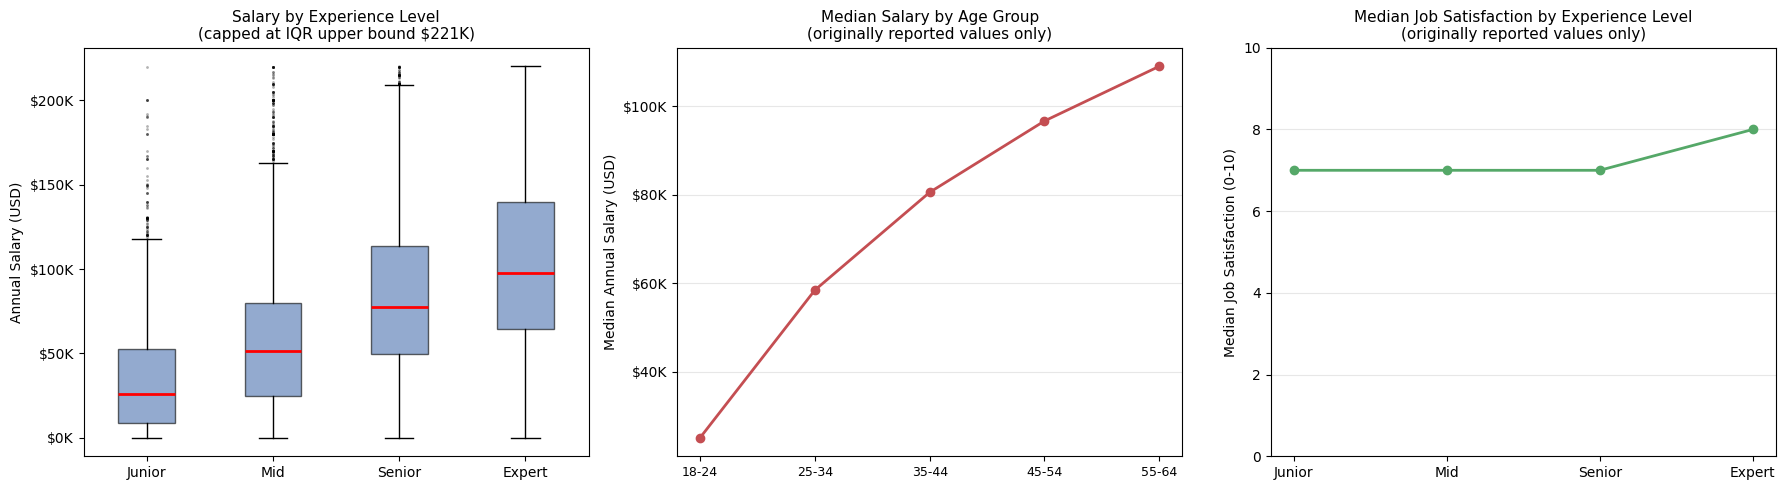 Salary by Experience Level
(capped at IQR upper bound $221K)
Annual Salary (USD)
$200K
$150K
$100K
$50K
$0K
Junior
Mid
Senior
Expert
Median Salary by Age Group
(originally reported values only)
Median Annual Salary (USD)
$100K
$80K
$60K
$40K
18-24
25-34
35-44
45-54
55-64
Median Job Satisfaction by Experience Level
(originally reported values only)
Median Job Satisfaction (0-10)
10
8
6
4
2
0
Junior
Mid
Senior
Expert